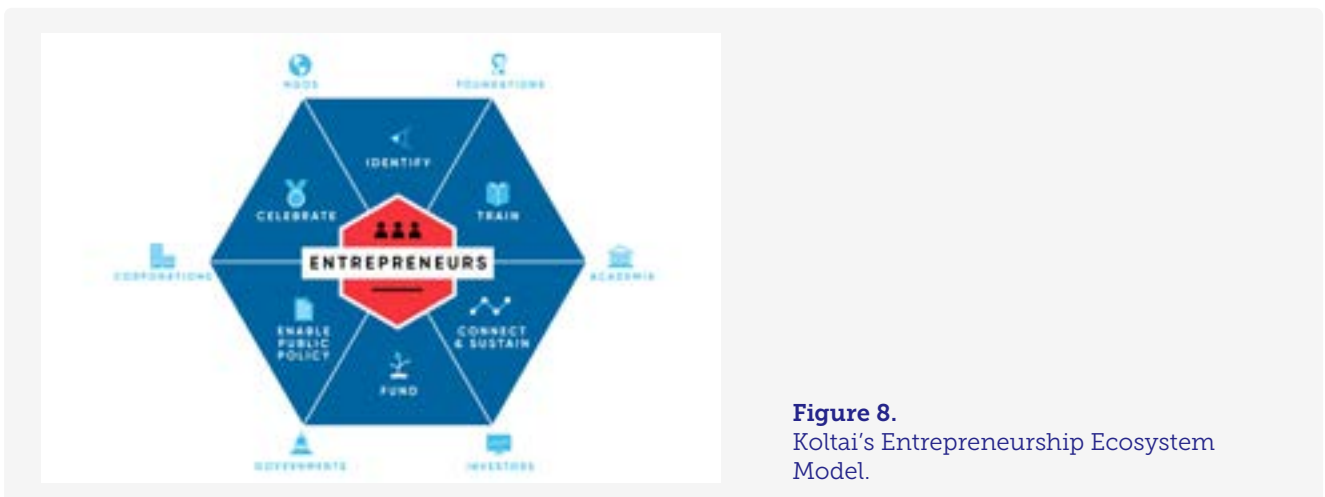 NGOS
FOUNDATIONS
IDENTIFY
CELEBRATE
TRAIN
ENTREPRENEURS
CORPORATIONS
ACADEMIA
ENABLE
PUBLIC
POLICY
CONNECT
& SUSTAIN
FUND
GOVERNMENTS
INVESTORS
Figure 8.
Koltai’s Entrepreneurship Ecosystem
Model.